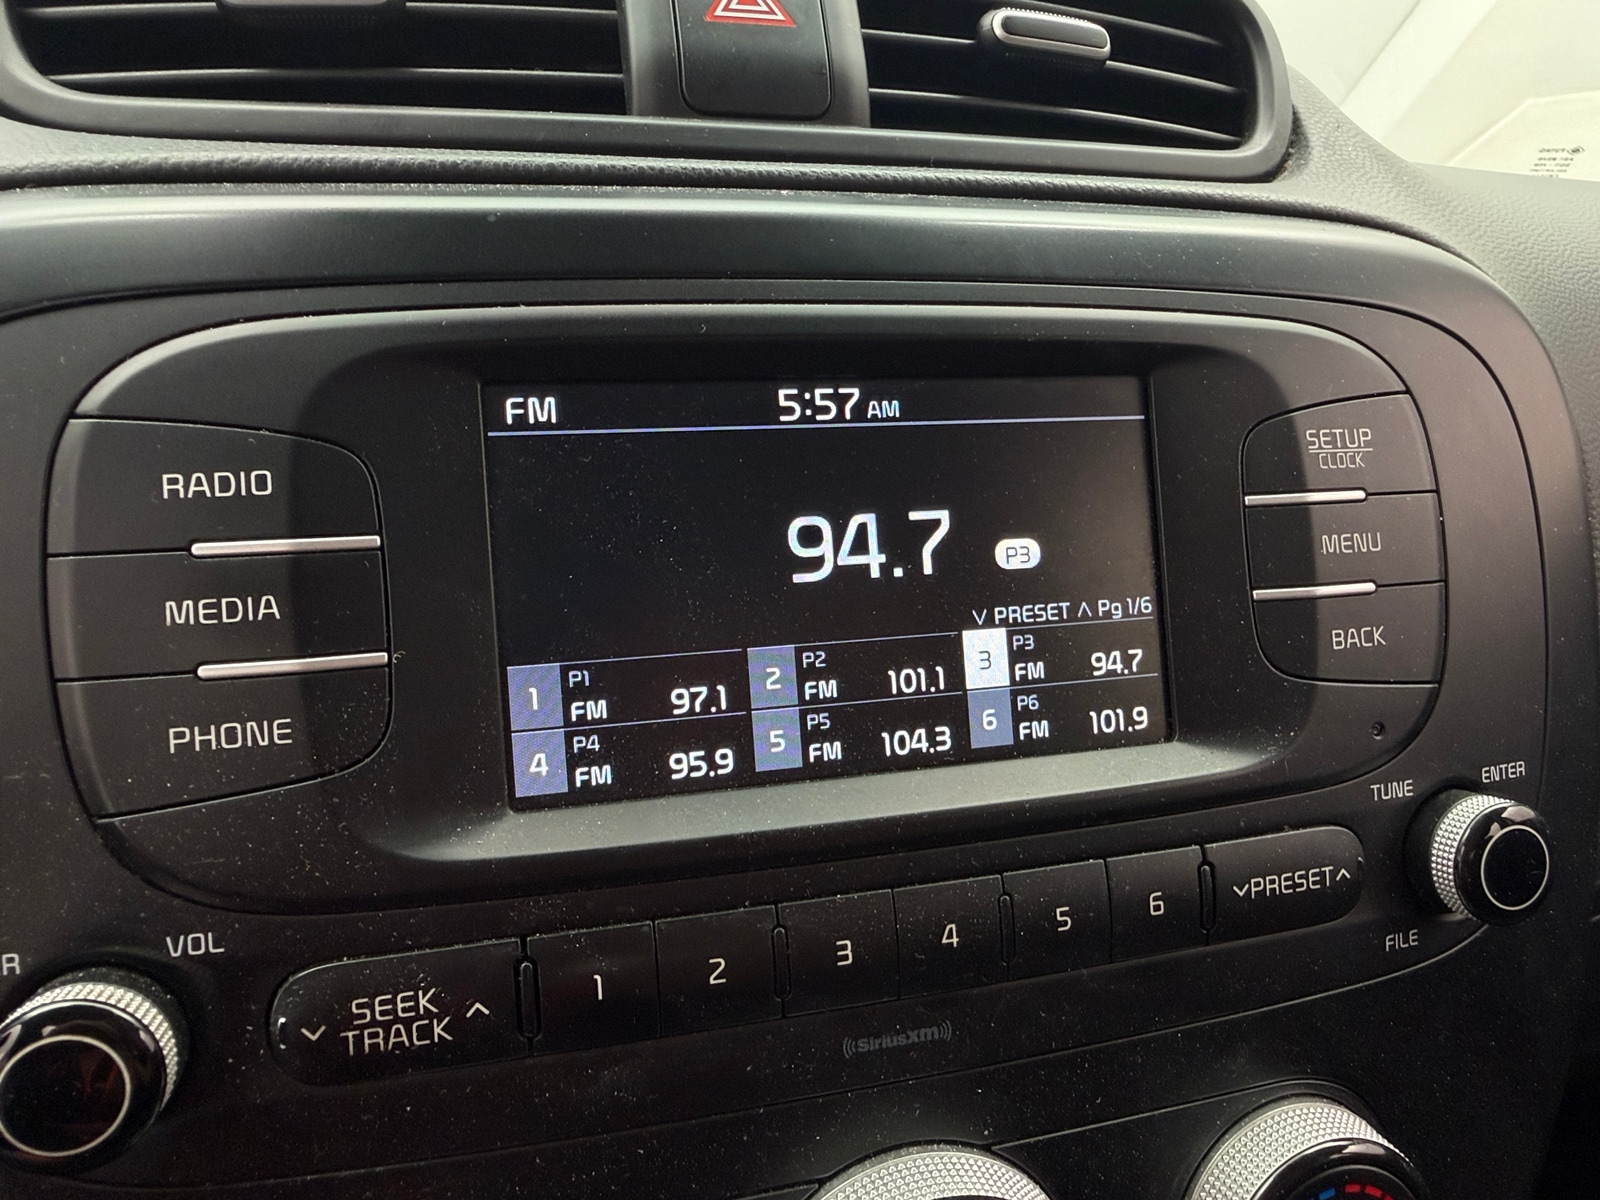 FM 5:57 AM
94.7 P3
∨ PRESET ∧ Pg 1/6
1 P1 FM 97.1
2 P2 FM 101.1
3 P3 FM 94.7
4 P4 FM 95.9
5 P5 FM 104.3
6 P6 FM 101.9
RADIO
MEDIA
PHONE
SETUP
CLOCK
MENU
BACK
TUNE
ENTER
FILE
VOL
∨ SEEK ∧
TRACK
1 2 3 4 5 6
∨PRESET∧
((SiriusXM))